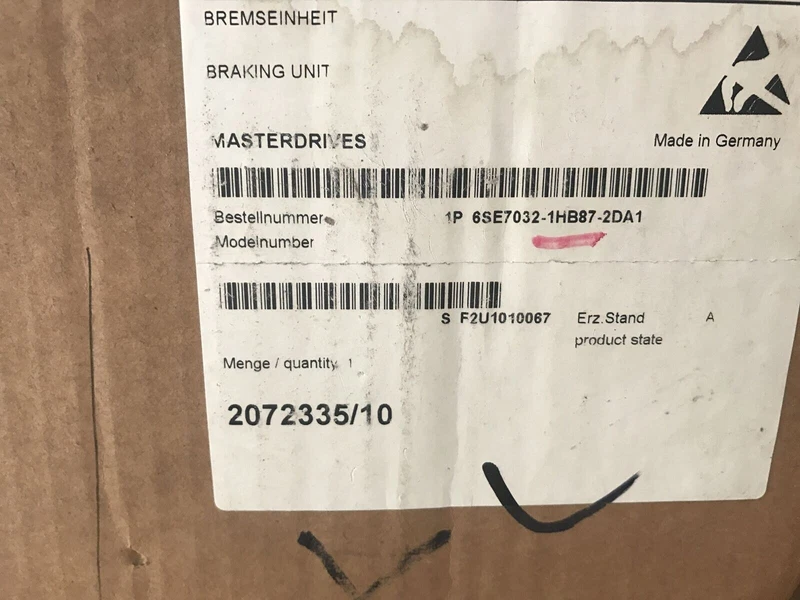 BREMSEINHEIT
BRAKING UNIT
MASTERDRIVES
Made in Germany
Bestellnummer 1P 6SE7032-1HB87-2DA1
Modelnumber
S F2U1010067 Erz.Stand A
product state
Menge / quantity 1
2072335/10